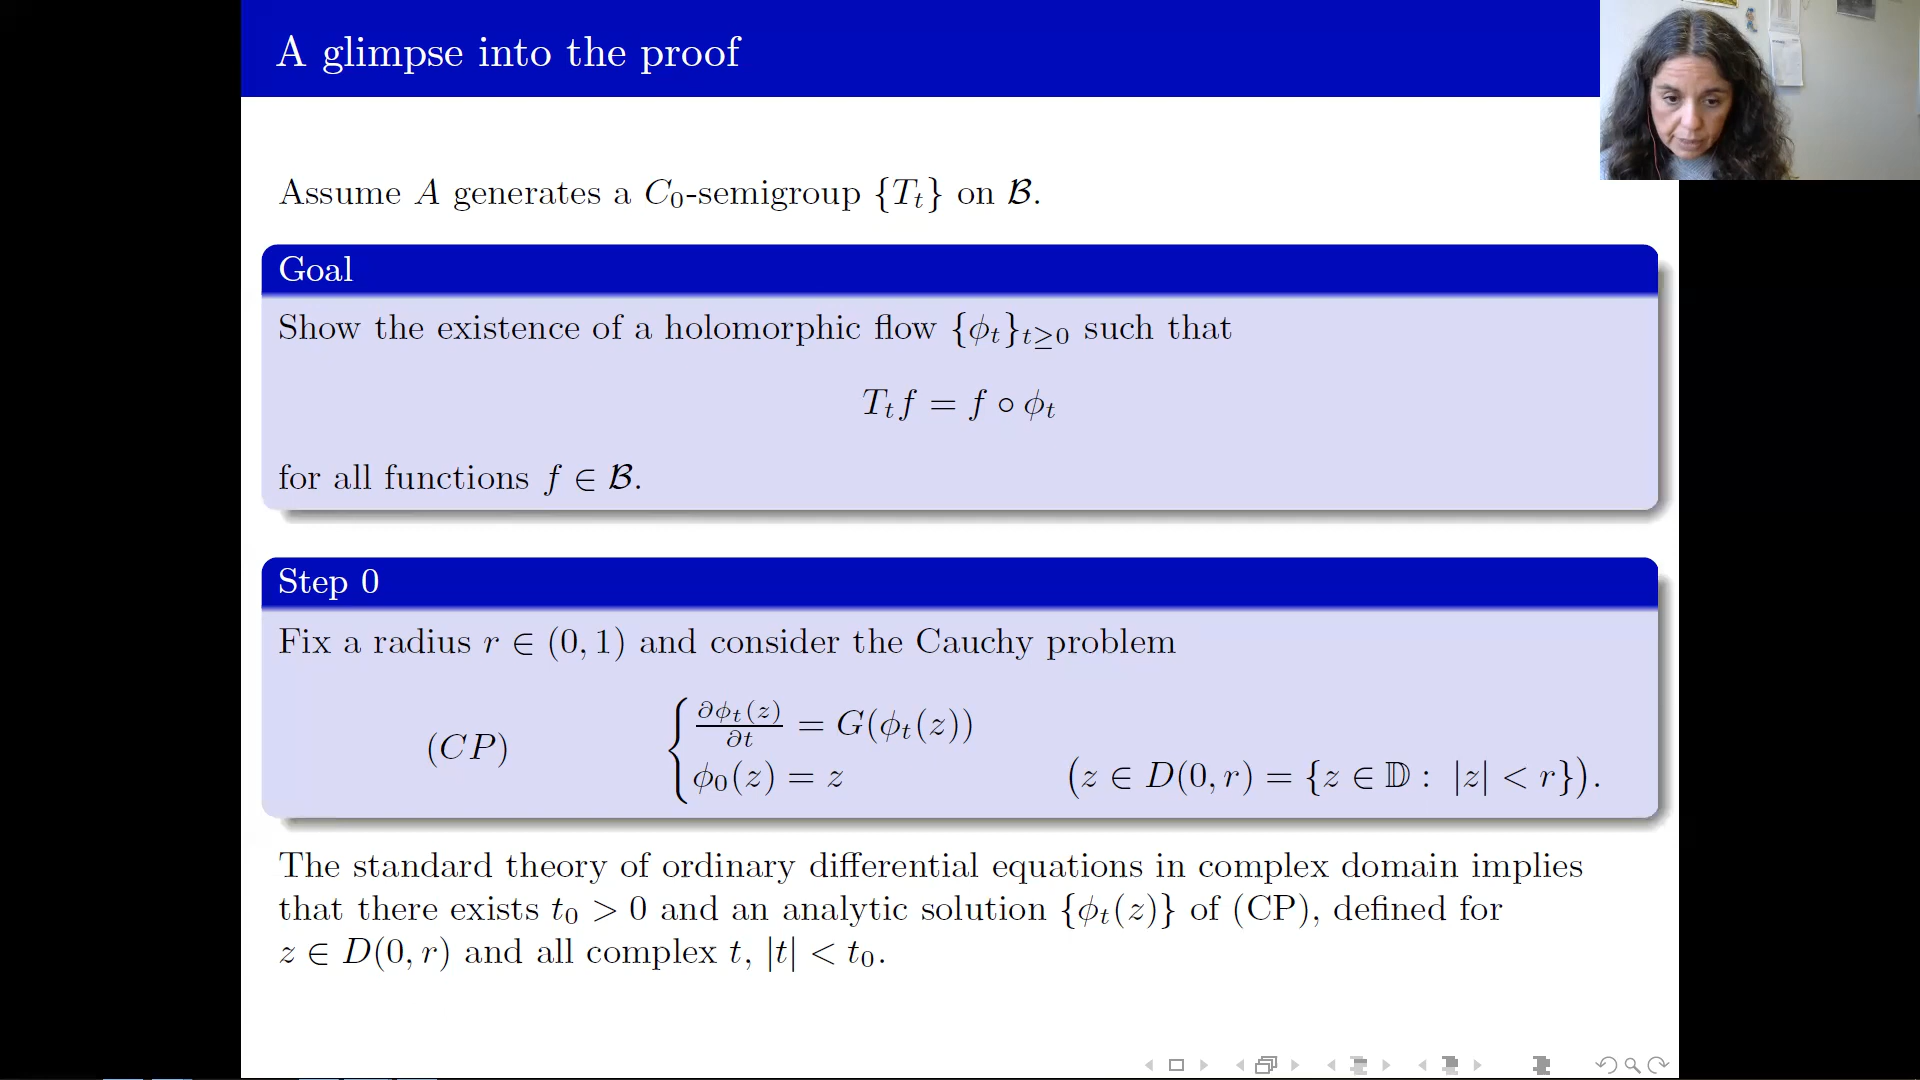 A glimpse into the proof
Assume A generates a C₀-semigroup {Tₜ} on ℬ.
Goal
Show the existence of a holomorphic flow {ϕₜ}ₜ≥₀ such that
Tₜf = f ∘ ϕₜ
for all functions f ∈ ℬ.
Step 0
Fix a radius r ∈ (0, 1) and consider the Cauchy problem
(CP) { ∂ϕₜ(z)/∂t = G(ϕₜ(z))
ϕ₀(z) = z (z ∈ D(0, r) = {z ∈ 𝔻 : |z| < r}).
The standard theory of ordinary differential equations in complex domain implies
that there exists t₀ > 0 and an analytic solution {ϕₜ(z)} of (CP), defined for
z ∈ D(0, r) and all complex t, |t| < t₀.